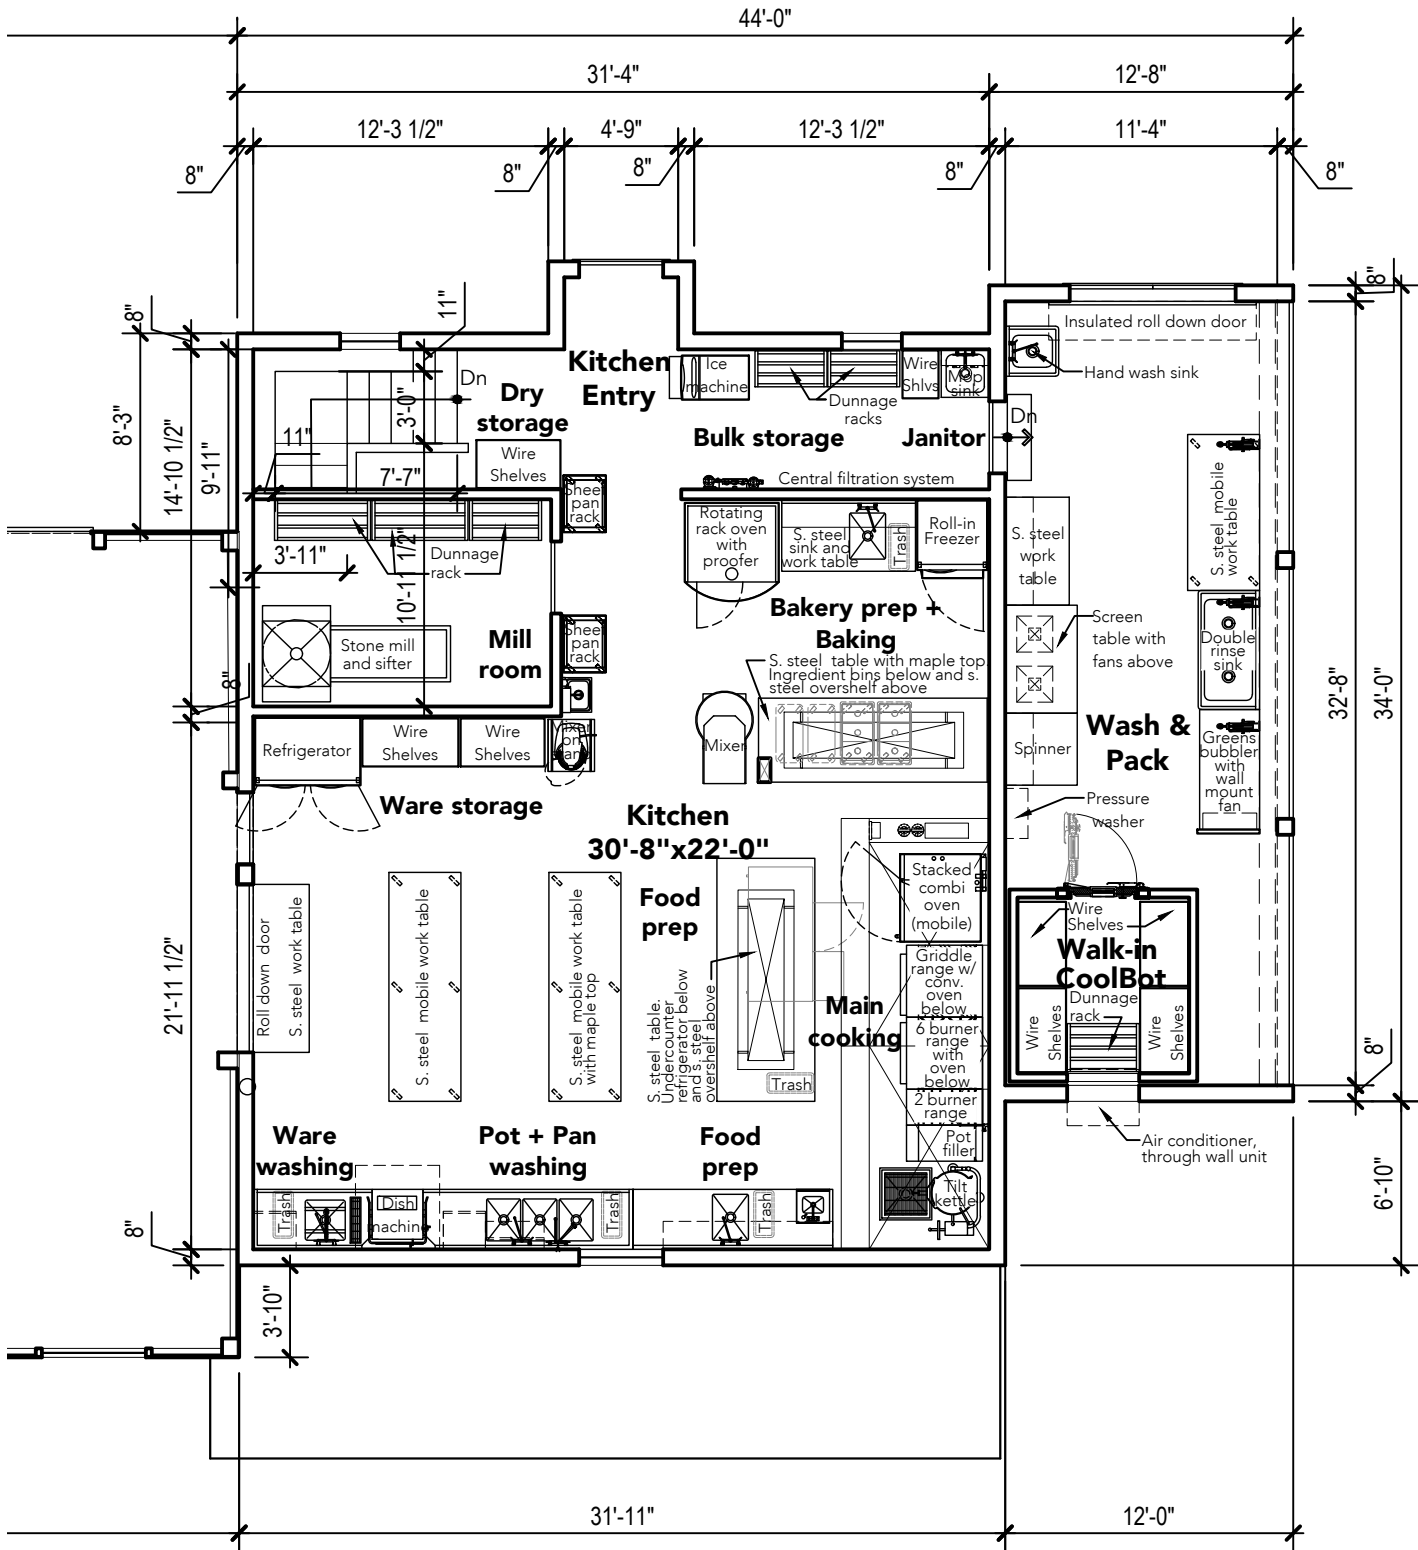 44'-0"
31'-4"
12'-8"
12'-3 1/2"
4'-9"
12'-3 1/2"
11'-4"
8"
8"
8"
8"
8"
8"
8"
11"
8'-3"
14'-10 1/2"
9'-11"
11"
3'-0"
7'-7"
Dn
Dry
storage
Wire
Shelves
Kitchen
Entry
Ice
machine
Dunnage
racks
Wire
Shlvs
Mop
sink
Bulk storage
Janitor
Central filtration system
Insulated roll down door
Hand wash sink
Dn
S. steel mobile
work table
Sheet
pan
rack
Dunnage
rack
3'-11"
10'-11 1/2"
Stone mill
and sifter
Mill
room
Sheet
pan
rack
Rotating
rack oven
with
proofer
S. steel
sink and
work table
Trash
Roll-in
Freezer
S. steel
work
table
Bakery prep +
Baking
S. steel table with maple top.
Ingredient bins below and s.
steel overshelf above
Mixer
Screen
table with
fans above
Double
rinse
sink
Wash &
Pack
Spinner
Greens
bubbler
with
wall
mount
fan
Pressure
washer
32'-8"
34'-0"
8"
Refrigerator
Wire
Shelves
Wire
Shelves
Ware storage
Kitchen
30'-8"x22'-0"
Food
prep
Stacked
combi
oven
(mobile)
Griddle
range w/
conv.
oven
below
6 burner
range
with
oven
below
2 burner
range
Pot
filler
Tilt
kettle
Main
cooking
Wire
Shelves
Walk-in
CoolBot
Dunnage
rack
Wire
Shelves
Wire
Shelves
Air conditioner,
through wall unit
8"
6'-10"
21'-11 1/2"
Roll down door
S. steel work table
S. steel mobile work table
S. steel mobile work table
with maple top
S. steel table.
Undercounter
refrigerator below
and s. steel
overshelf above
Trash
Ware
washing
Pot + Pan
washing
Food
prep
Trash
Dish
machine
Trash
Trash
8"
3'-10"
31'-11"
12'-0"